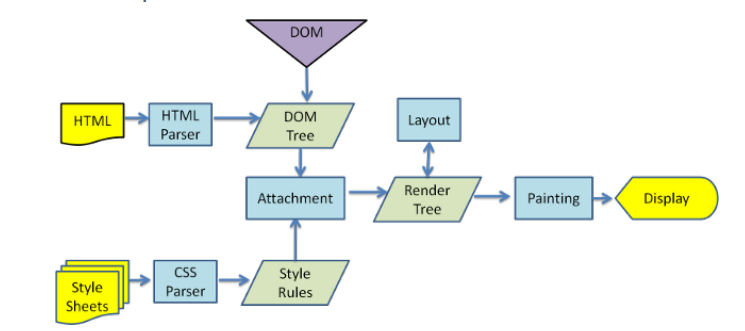 DOM
HTML
HTML
Parser
DOM
Tree
Layout
Attachment
Render
Tree
Painting
Display
Style
Sheets
CSS
Parser
Style
Rules